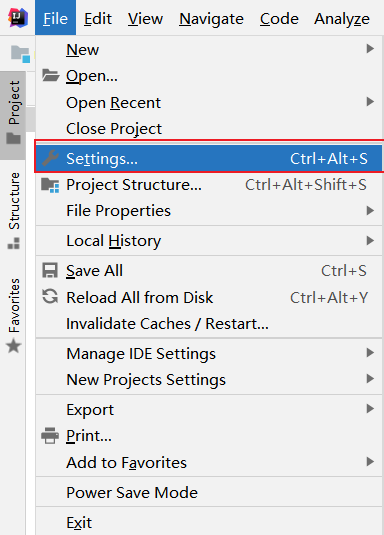 IJ File Edit View Navigate Code Analyze
New
Open...
Open Recent
Close Project
Settings... Ctrl+Alt+S
Project Structure... Ctrl+Alt+Shift+S
File Properties
Local History
Save All Ctrl+S
Reload All from Disk Ctrl+Alt+Y
Invalidate Caches / Restart...
Manage IDE Settings
New Projects Settings
Export
Print...
Add to Favorites
Power Save Mode
Exit
Project
Structure
Favorites